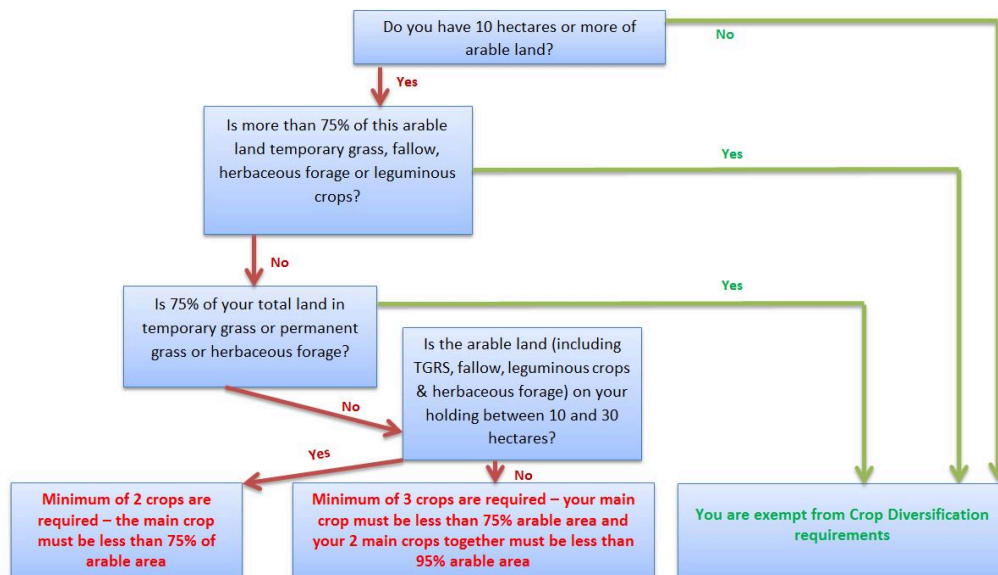 Do you have 10 hectares or more of
arable land?
No
Yes
Is more than 75% of this arable
land temporary grass, fallow,
herbaceous forage or leguminous
crops?
Yes
No
Is 75% of your total land in
temporary grass or permanent
grass or herbaceous forage?
Yes
No
Is the arable land (including
TGRS, fallow, leguminous crops
& herbaceous forage) on your
holding between 10 and 30
hectares?
Yes
No
Minimum of 2 crops are
required – the main crop
must be less than 75% of
arable area
Minimum of 3 crops are required – your main
crop must be less than 75% arable area and
your 2 main crops together must be less than
95% arable area
You are exempt from Crop Diversification
requirements